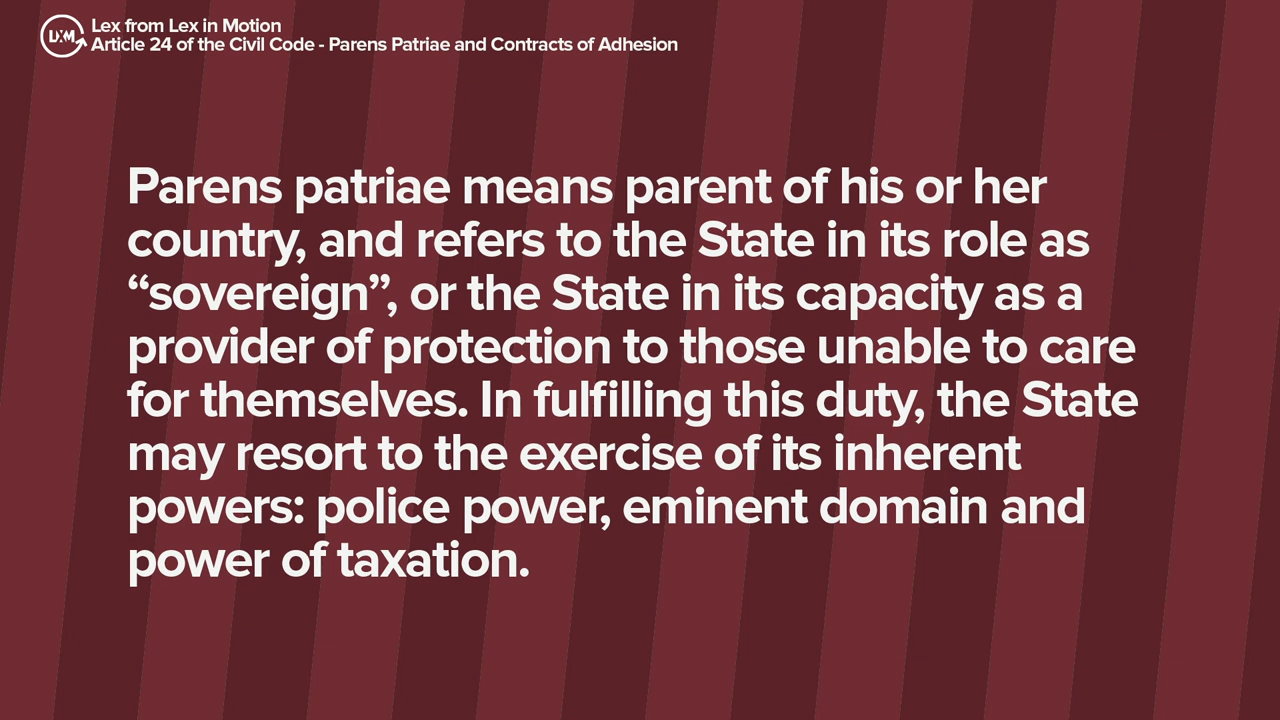 LXM
Lex from Lex in Motion
Article 24 of the Civil Code - Parens Patriae and Contracts of Adhesion
Parens patriae means parent of his or her
country, and refers to the State in its role as
“sovereign”, or the State in its capacity as a
provider of protection to those unable to care
for themselves. In fulfilling this duty, the State
may resort to the exercise of its inherent
powers: police power, eminent domain and
power of taxation.